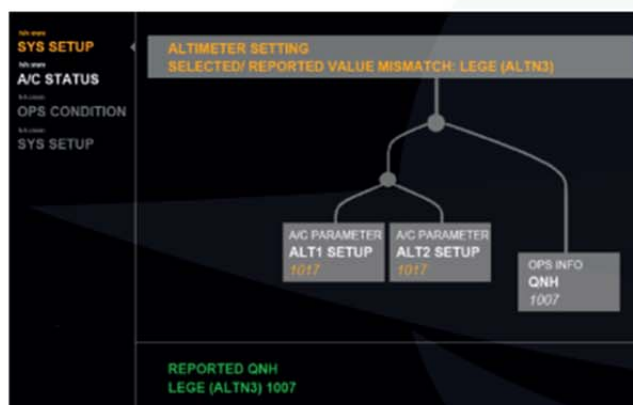 SYS SETUP
A/C STATUS
OPS CONDITION
SYS SETUP
ALTIMETER SETTING
SELECTED/ REPORTED VALUE MISMATCH: LEGE (ALTN3)
A/C PARAMETER
ALT1 SETUP
1017
A/C PARAMETER
ALT2 SETUP
1017
OPS INFO
QNH
1007
REPORTED QNH
LEGE (ALTN3) 1007